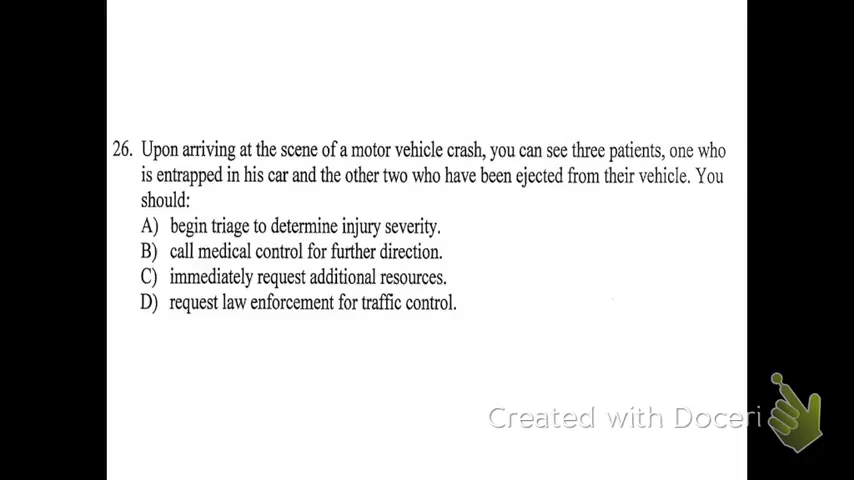 26. Upon arriving at the scene of a motor vehicle crash, you can see three patients, one who
is entrapped in his car and the other two who have been ejected from their vehicle. You
should:
A) begin triage to determine injury severity.
B) call medical control for further direction.
C) immediately request additional resources.
D) request law enforcement for traffic control.
Created with Doceri